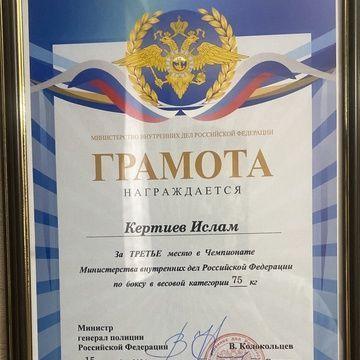 МИНИСТЕРСТВО ВНУТРЕННИХ ДЕЛ РОССИЙСКОЙ ФЕДЕРАЦИИ
ГРАМОТА
НАГРАЖДАЕТСЯ
Кертиев Ислам
За ТРЕТЬЕ место в Чемпионате
Министерства внутренних дел Российской Федерации
по боксу в весовой категории 75 кг
Министр
генерал полиции
Российской Федерации В. Колокольцев
15